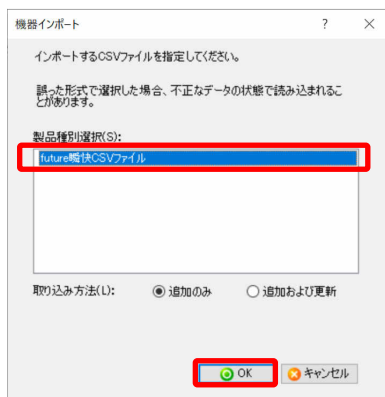 機器インポート
インポートするCSVファイルを指定してください。
誤った形式で選択した場合、不正なデータの状態で読み込まれるこ
とがあります。
製品種別選択(S):
future瞬快CSVファイル
取り込み方法(L): 追加のみ 追加および更新
OK キャンセル